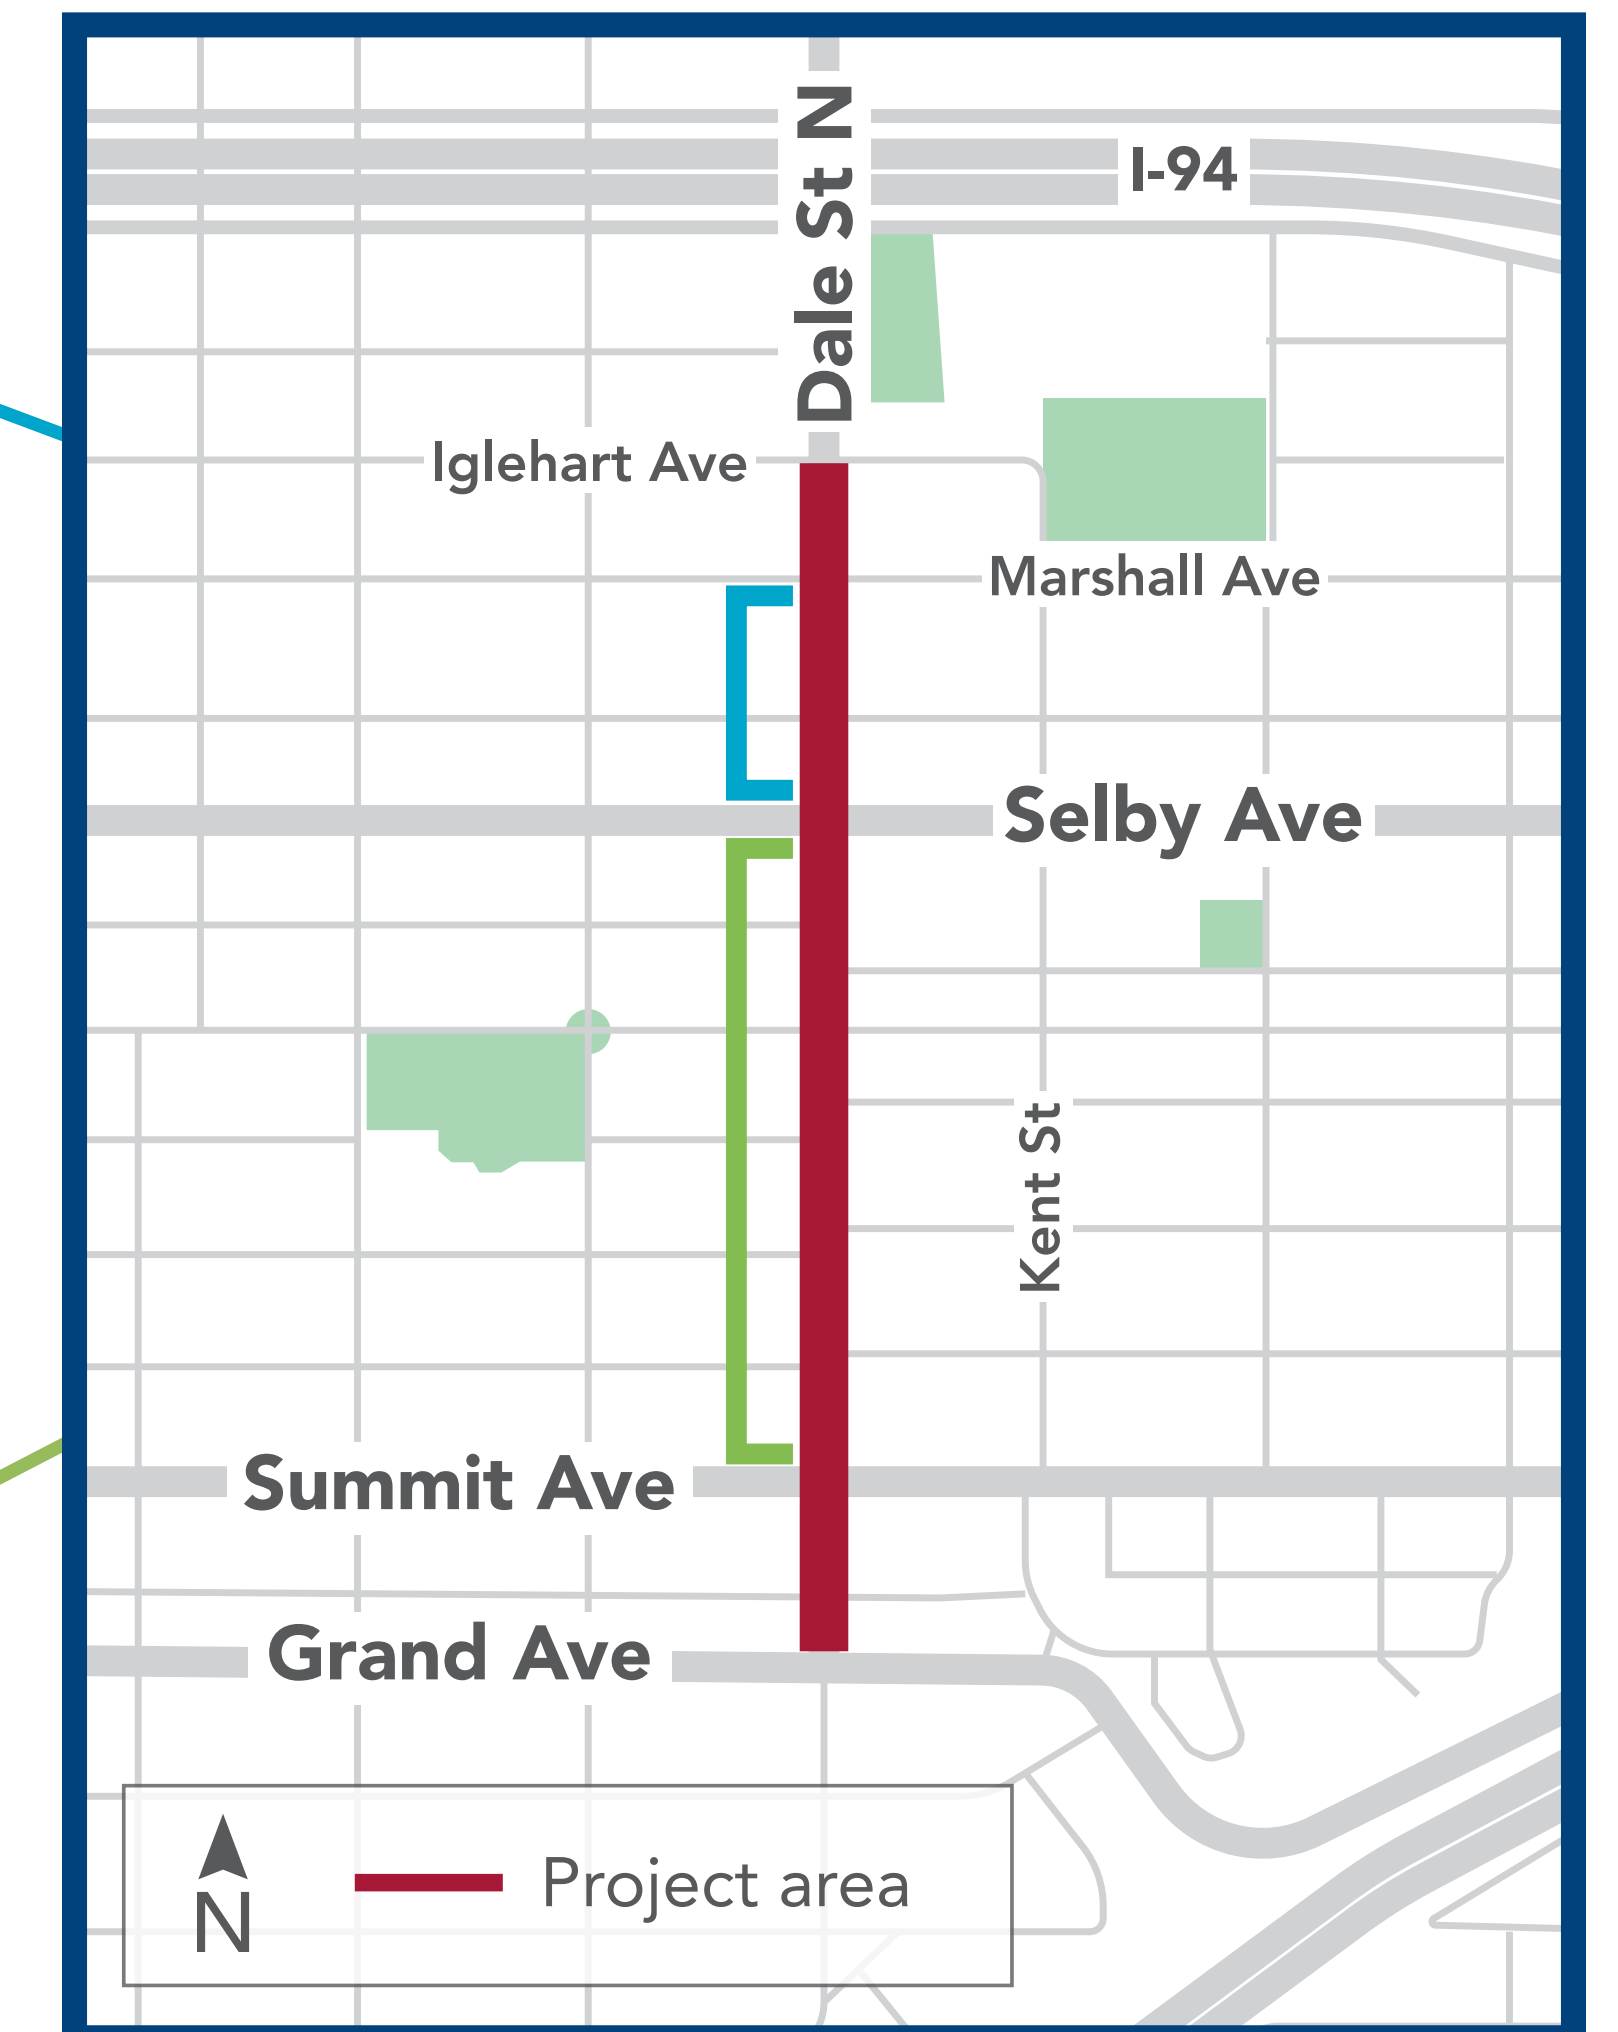 Dale St N
I-94
Iglehart Ave
Marshall Ave
Selby Ave
Kent St
Summit Ave
Grand Ave
N
Project area